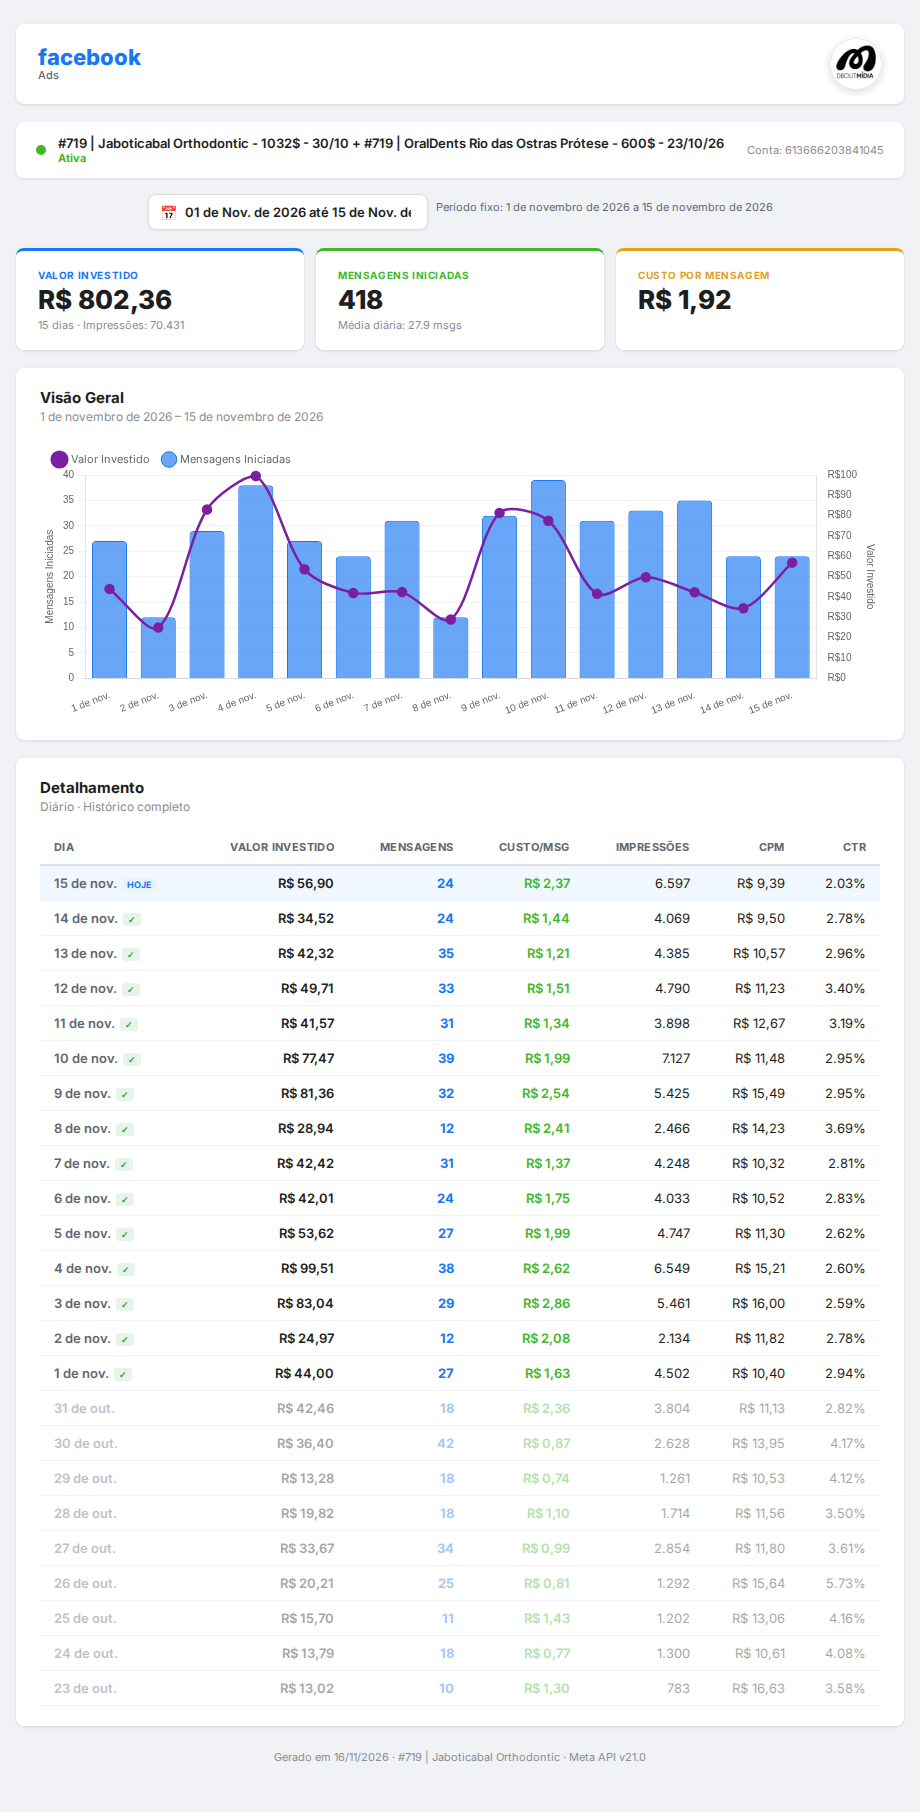 facebook
Ads
DBOUTMÍDIA
#719 | Jaboticabal Orthodontic - 1032$ - 30/10 + #719 | OralDents Rio das Ostras Prótese - 600$ - 23/10/26
Ativa
Conta: 613666203841045
01 de Nov. de 2026 até 15 de Nov. de
Período fixo: 1 de novembro de 2026 a 15 de novembro de 2026
VALOR INVESTIDO
R$ 802,36
15 dias · Impressões: 70.431
MENSAGENS INICIADAS
418
Média diária: 27.9 msgs
CUSTO POR MENSAGEM
R$ 1,92
Visão Geral
1 de novembro de 2026 – 15 de novembro de 2026
Valor Investido Mensagens Iniciadas
40 R$100
35 R$90
30 R$80
25 R$70
20 R$60
15 R$50
10 R$40
5 R$30
0 R$20
R$10
R$0
Mensagens Iniciadas
Valor Investido
1 de nov. 2 de nov. 3 de nov. 4 de nov. 5 de nov. 6 de nov. 7 de nov. 8 de nov. 9 de nov. 10 de nov. 11 de nov. 12 de nov. 13 de nov. 14 de nov. 15 de nov.
Detalhamento
Diário · Histórico completo
DIA VALOR INVESTIDO MENSAGENS CUSTO/MSG IMPRESSÕES CPM CTR
15 de nov. HOJE R$ 56,90 24 R$ 2,37 6.597 R$ 9,39 2.03%
14 de nov. ✓ R$ 34,52 24 R$ 1,44 4.069 R$ 9,50 2.78%
13 de nov. ✓ R$ 42,32 35 R$ 1,21 4.385 R$ 10,57 2.96%
12 de nov. ✓ R$ 49,71 33 R$ 1,51 4.790 R$ 11,23 3.40%
11 de nov. ✓ R$ 41,57 31 R$ 1,34 3.898 R$ 12,67 3.19%
10 de nov. ✓ R$ 77,47 39 R$ 1,99 7.127 R$ 11,48 2.95%
9 de nov. ✓ R$ 81,36 32 R$ 2,54 5.425 R$ 15,49 2.95%
8 de nov. ✓ R$ 28,94 12 R$ 2,41 2.466 R$ 14,23 3.69%
7 de nov. ✓ R$ 42,42 31 R$ 1,37 4.248 R$ 10,32 2.81%
6 de nov. ✓ R$ 42,01 24 R$ 1,75 4.033 R$ 10,52 2.83%
5 de nov. ✓ R$ 53,62 27 R$ 1,99 4.747 R$ 11,30 2.62%
4 de nov. ✓ R$ 99,51 38 R$ 2,62 6.549 R$ 15,21 2.60%
3 de nov. ✓ R$ 83,04 29 R$ 2,86 5.461 R$ 16,00 2.59%
2 de nov. ✓ R$ 24,97 12 R$ 2,08 2.134 R$ 11,82 2.78%
1 de nov. ✓ R$ 44,00 27 R$ 1,63 4.502 R$ 10,40 2.94%
31 de out. R$ 42,46 18 R$ 2,36 3.804 R$ 11,13 2.82%
30 de out. R$ 36,40 42 R$ 0,87 2.628 R$ 13,95 4.17%
29 de out. R$ 13,28 18 R$ 0,74 1.261 R$ 10,53 4.12%
28 de out. R$ 19,82 18 R$ 1,10 1.714 R$ 11,56 3.50%
27 de out. R$ 33,67 34 R$ 0,99 2.854 R$ 11,80 3.61%
26 de out. R$ 20,21 25 R$ 0,81 1.292 R$ 15,64 5.73%
25 de out. R$ 15,70 11 R$ 1,43 1.202 R$ 13,06 4.16%
24 de out. R$ 13,79 18 R$ 0,77 1.300 R$ 10,61 4.08%
23 de out. R$ 13,02 10 R$ 1,30 783 R$ 16,63 3.58%
Gerado em 16/11/2026 · #719 | Jaboticabal Orthodontic · Meta API v21.0